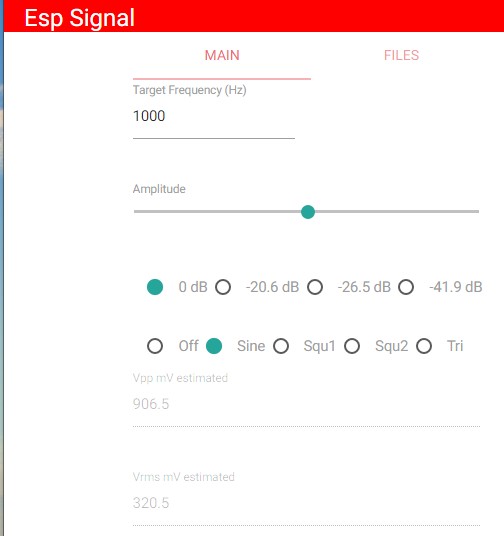 Esp Signal
MAIN FILES
Target Frequency (Hz)
1000
Amplitude
0 dB -20.6 dB -26.5 dB -41.9 dB
Off Sine Squ1 Squ2 Tri
Vpp mV estimated
906.5
Vrms mV estimated
320.5